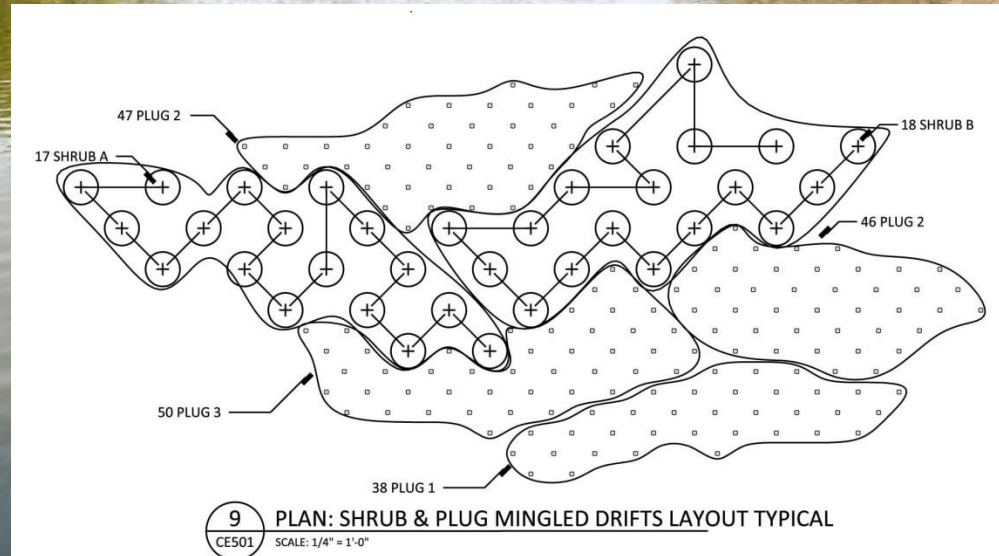 47 PLUG 2
17 SHRUB A
18 SHRUB B
46 PLUG 2
50 PLUG 3
38 PLUG 1
9
CE501
PLAN: SHRUB & PLUG MINGLED DRIFTS LAYOUT TYPICAL
SCALE: 1/4" = 1'-0"